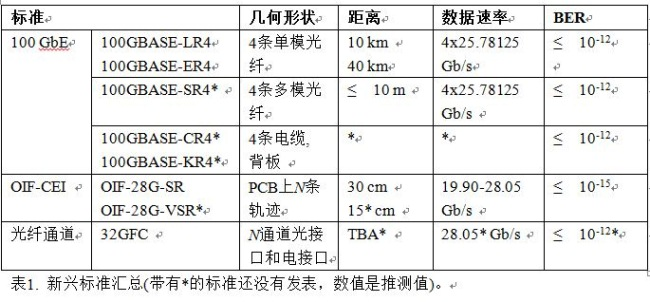 标准 几何形状 距离 数据速率 BER
100 GbE 100GBASE-LR4 4条单模光 10 km 4x25.78125 ≤ 10-12
100GBASE-ER4 纤 40 km Gb/s
100GBASE-SR4* 4条多模光 ≤ 10 m 4x25.78125 ≤ 10-12
纤 Gb/s
100GBASE-CR4* 4条电缆, * * ≤ 10-12
100GBASE-KR4* 背板
OIF-CEI OIF-28G-SR PCB上N条 30 cm 19.90-28.05 ≤ 10-15
OIF-28G-VSR* 轨迹 15* cm Gb/s
光纤通道 32GFC N通道光接 TBA* 28.05* Gb/s ≤ 10-12*
口和电接口
表1. 新兴标准汇总(带有*的标准还没有发表，数值是推测值)。